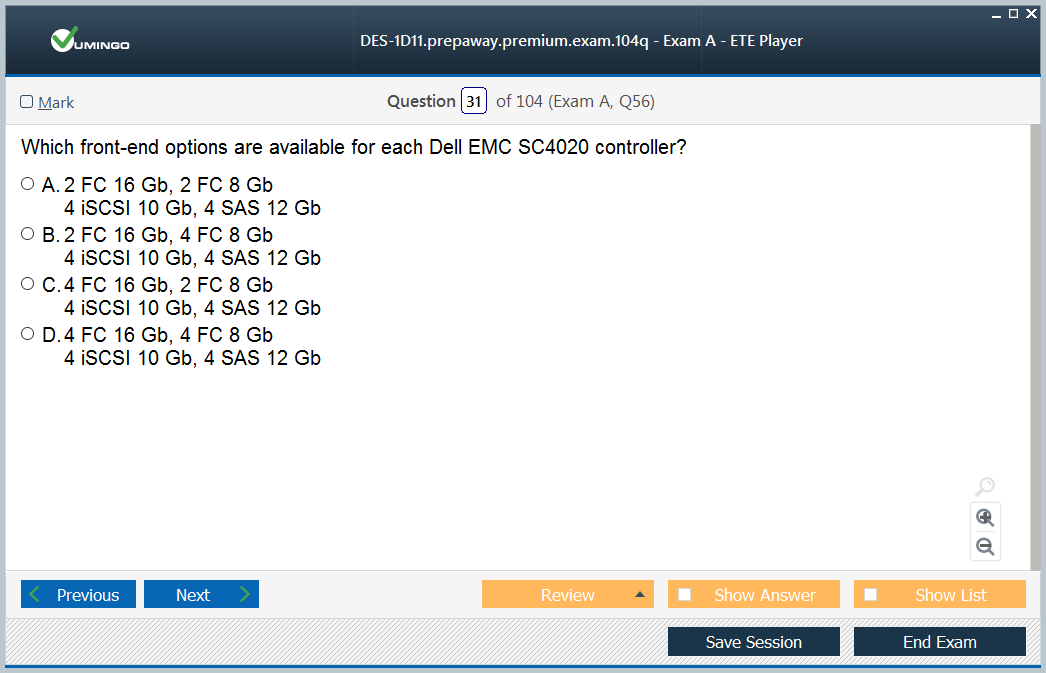 VUMINGO
DES-1D11.prepaway.premium.exam.104q - Exam A - ETE Player
Mark
Question 31 of 104 (Exam A, Q56)
Which front-end options are available for each Dell EMC SC4020 controller?
A. 2 FC 16 Gb, 2 FC 8 Gb
4 iSCSI 10 Gb, 4 SAS 12 Gb
B. 2 FC 16 Gb, 4 FC 8 Gb
4 iSCSI 10 Gb, 4 SAS 12 Gb
C. 4 FC 16 Gb, 2 FC 8 Gb
4 iSCSI 10 Gb, 4 SAS 12 Gb
D. 4 FC 16 Gb, 4 FC 8 Gb
4 iSCSI 10 Gb, 4 SAS 12 Gb
Previous Next Review Show Answer Show List
Save Session End Exam